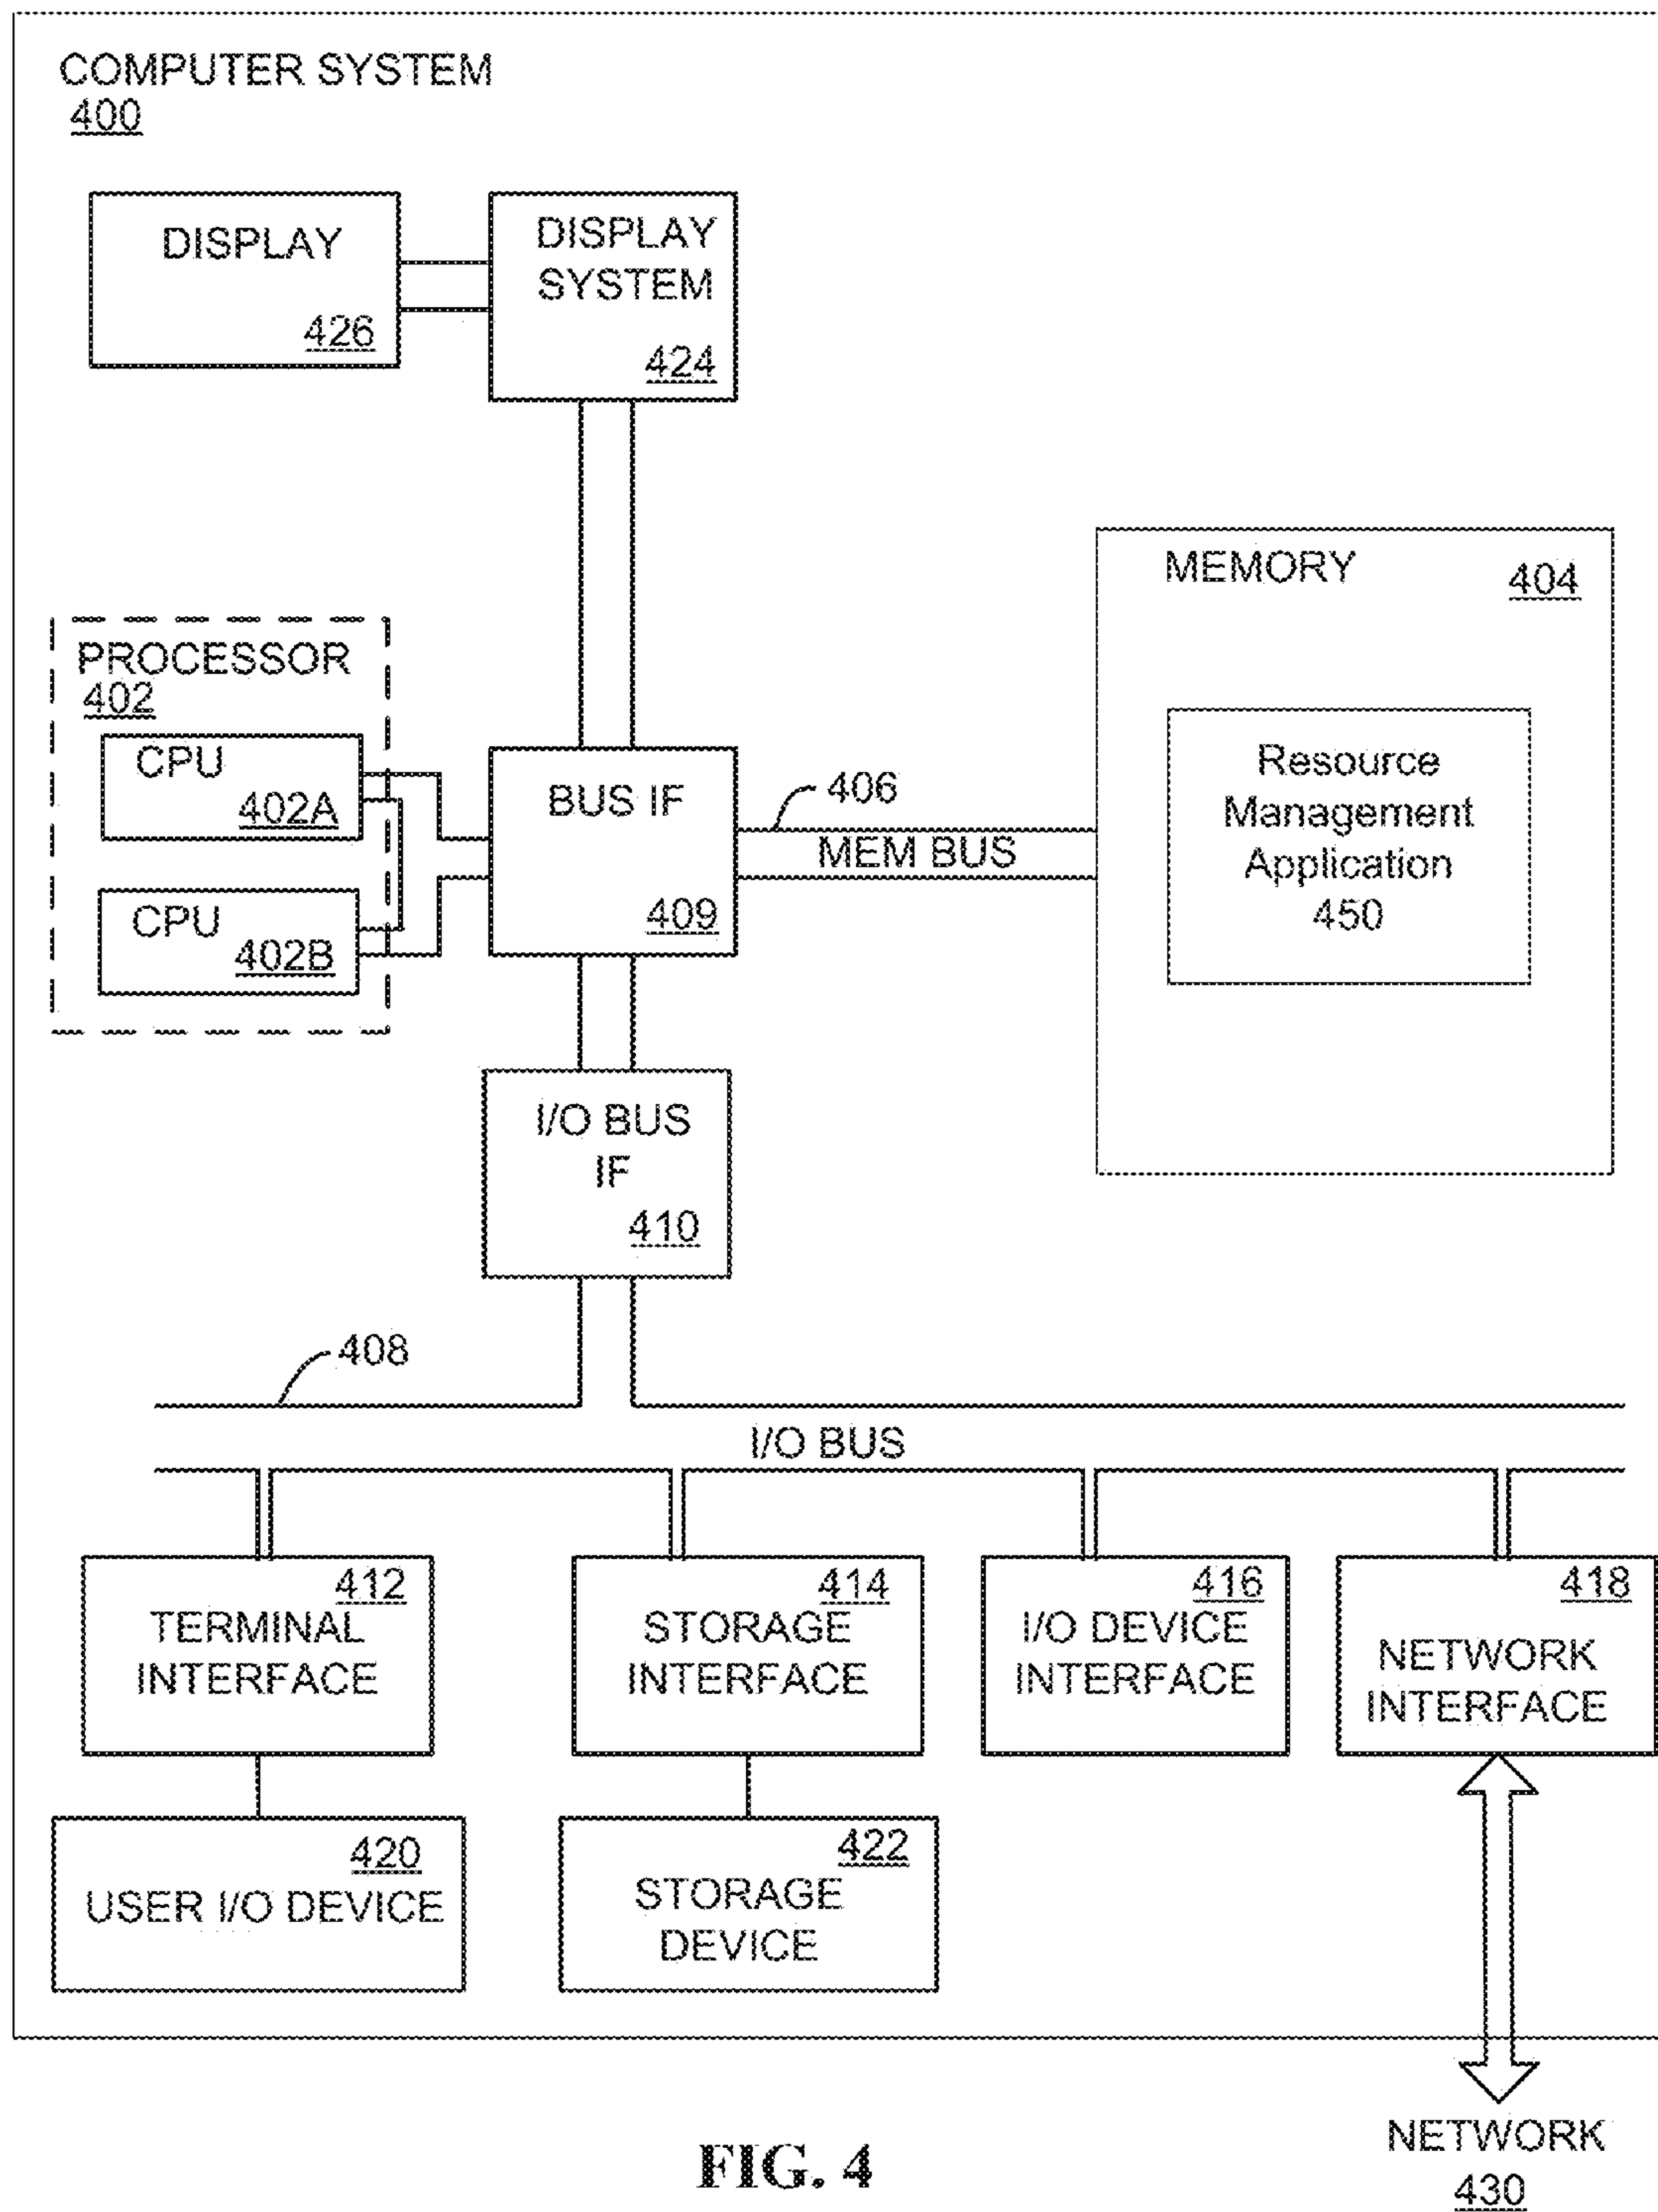 COMPUTER SYSTEM
400
DISPLAY
426
DISPLAY
SYSTEM
424
MEMORY
404
Resource
Management
Application
450
PROCESSOR
402
CPU
402A
CPU
402B
BUS IF
409
406
MEM BUS
I/O BUS
IF
410
408
I/O BUS
412
TERMINAL
INTERFACE
414
STORAGE
INTERFACE
416
I/O DEVICE
INTERFACE
418
NETWORK
INTERFACE
420
USER I/O DEVICE
422
STORAGE
DEVICE
NETWORK
430
FIG. 4